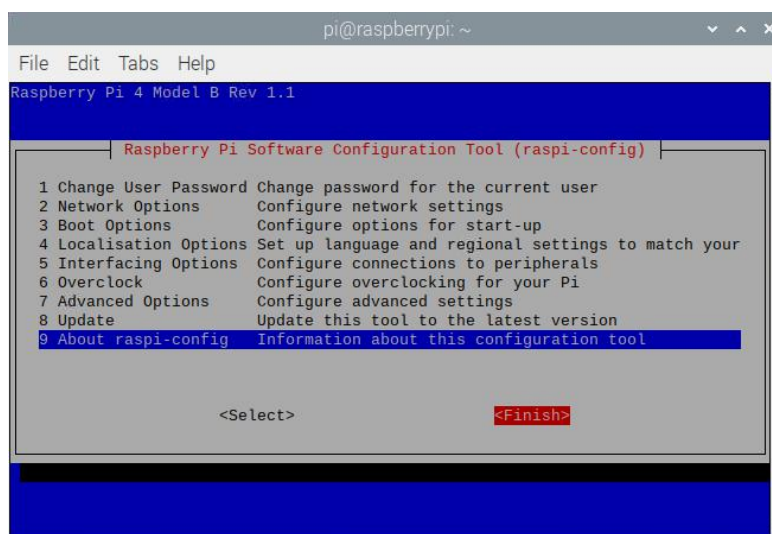 pi@raspberrypi: ~
File Edit Tabs Help
Raspberry Pi 4 Model B Rev 1.1
Raspberry Pi Software Configuration Tool (raspi-config)
1 Change User Password Change password for the current user
2 Network Options Configure network settings
3 Boot Options Configure options for start-up
4 Localisation Options Set up language and regional settings to match your
5 Interfacing Options Configure connections to peripherals
6 Overclock Configure overclocking for your Pi
7 Advanced Options Configure advanced settings
8 Update Update this tool to the latest version
9 About raspi-config Information about this configuration tool
<Select> <Finish>